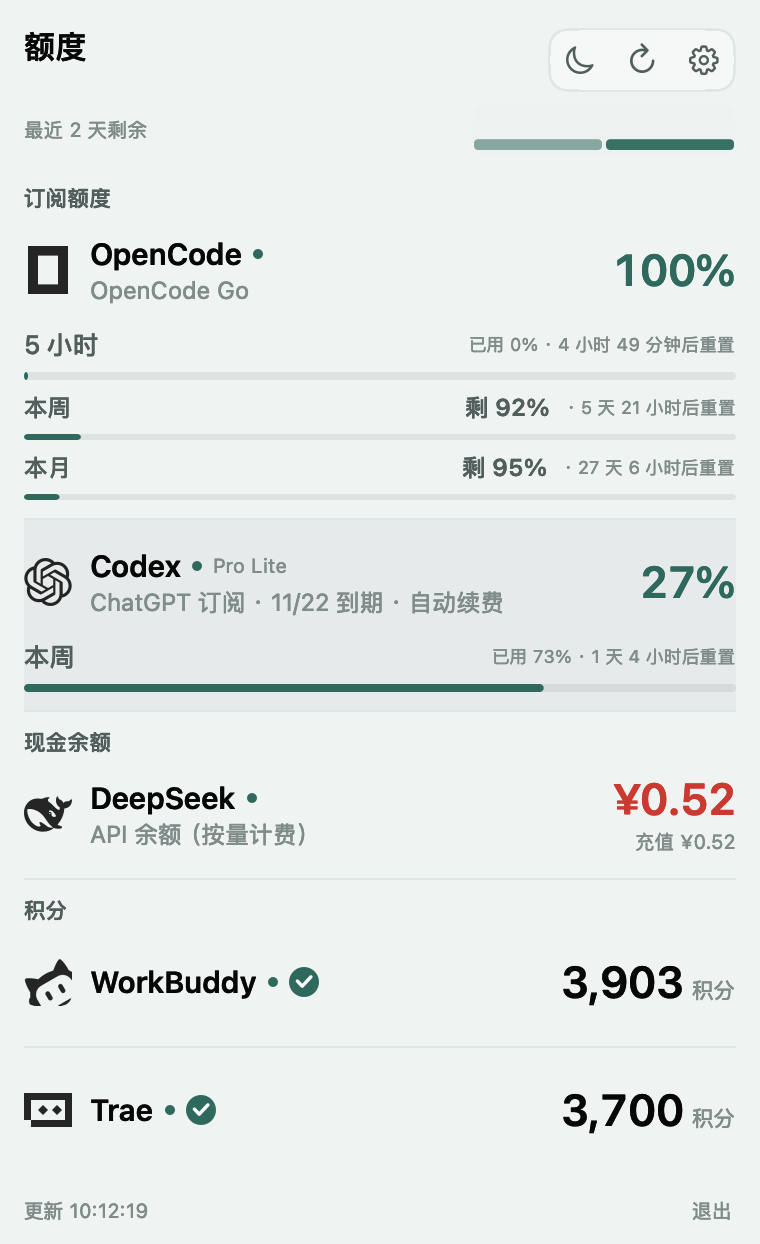 额度
最近 2 天剩余
订阅额度
OpenCode
100%
OpenCode Go
5 小时 已用 0% · 4 小时 49 分钟后重置
本周 剩 92% · 5 天 21 小时后重置
本月 剩 95% · 27 天 6 小时后重置
Codex Pro Lite
27%
ChatGPT 订阅 · 11/22 到期 · 自动续费
本周 已用 73% · 1 天 4 小时后重置
现金余额
DeepSeek ¥0.52
API 余额（按量计费） 充值 ¥0.52
积分
WorkBuddy 3,903 积分
Trae 3,700 积分
更新 10:12:19 退出